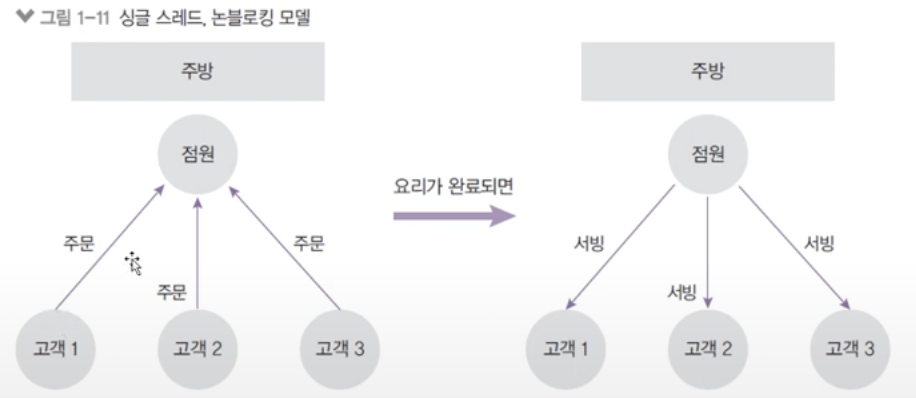 그림 1-11 싱글 스레드, 논블로킹 모델
주방
점원
주문
주문
주문
고객 1
고객 2
고객 3
요리가 완료되면
주방
점원
서빙
서빙
서빙
고객 1
고객 2
고객 3